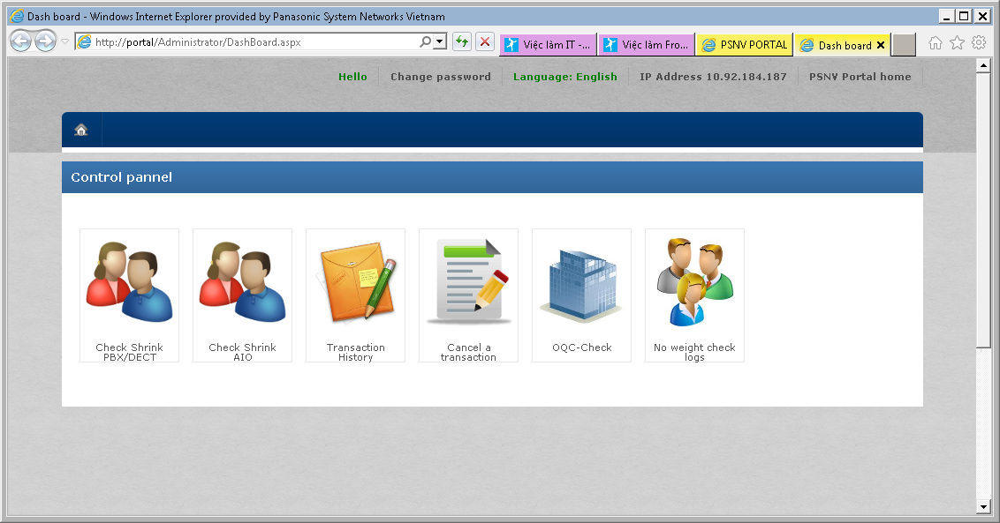 Dash board - Windows Internet Explorer provided by Panasonic System Networks Vietnam
http://portal/Administrator/DashBoard.aspx
Việc làm IT -... Việc làm Fro... PSNV PORTAL Dash board
Hello Change password Language: English IP Address 10.92.184.187 PSNV Portal home
Control pannel
Check Shrink
PBX/DECT
Check Shrink
AIO
Transaction
History
Cancel a
transaction
OQC-Check
No weight check
logs